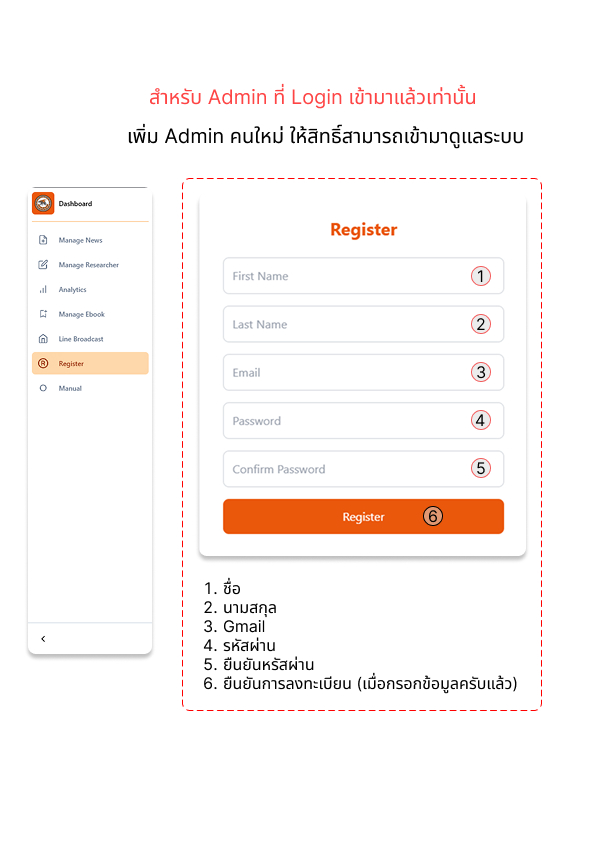 สำหรับ Admin ที่ Login เข้ามาแล้วเท่านั้น
เพิ่ม Admin คนใหม่ ให้สิทธิ์สามารถเข้ามาดูแลระบบ
Dashboard
Manage News
Manage Researcher
Analytics
Manage Ebook
Line Broadcast
Register
Manual
Register
First Name 1
Last Name 2
Email 3
Password 4
Confirm Password 5
Register 6
1. ชื่อ
2. นามสกุล
3. Gmail
4. รหัสผ่าน
5. ยืนยันหรัสผ่าน
6. ยืนยันการลงทะเบียน (เมื่อกรอกข้อมูลครับแล้ว)